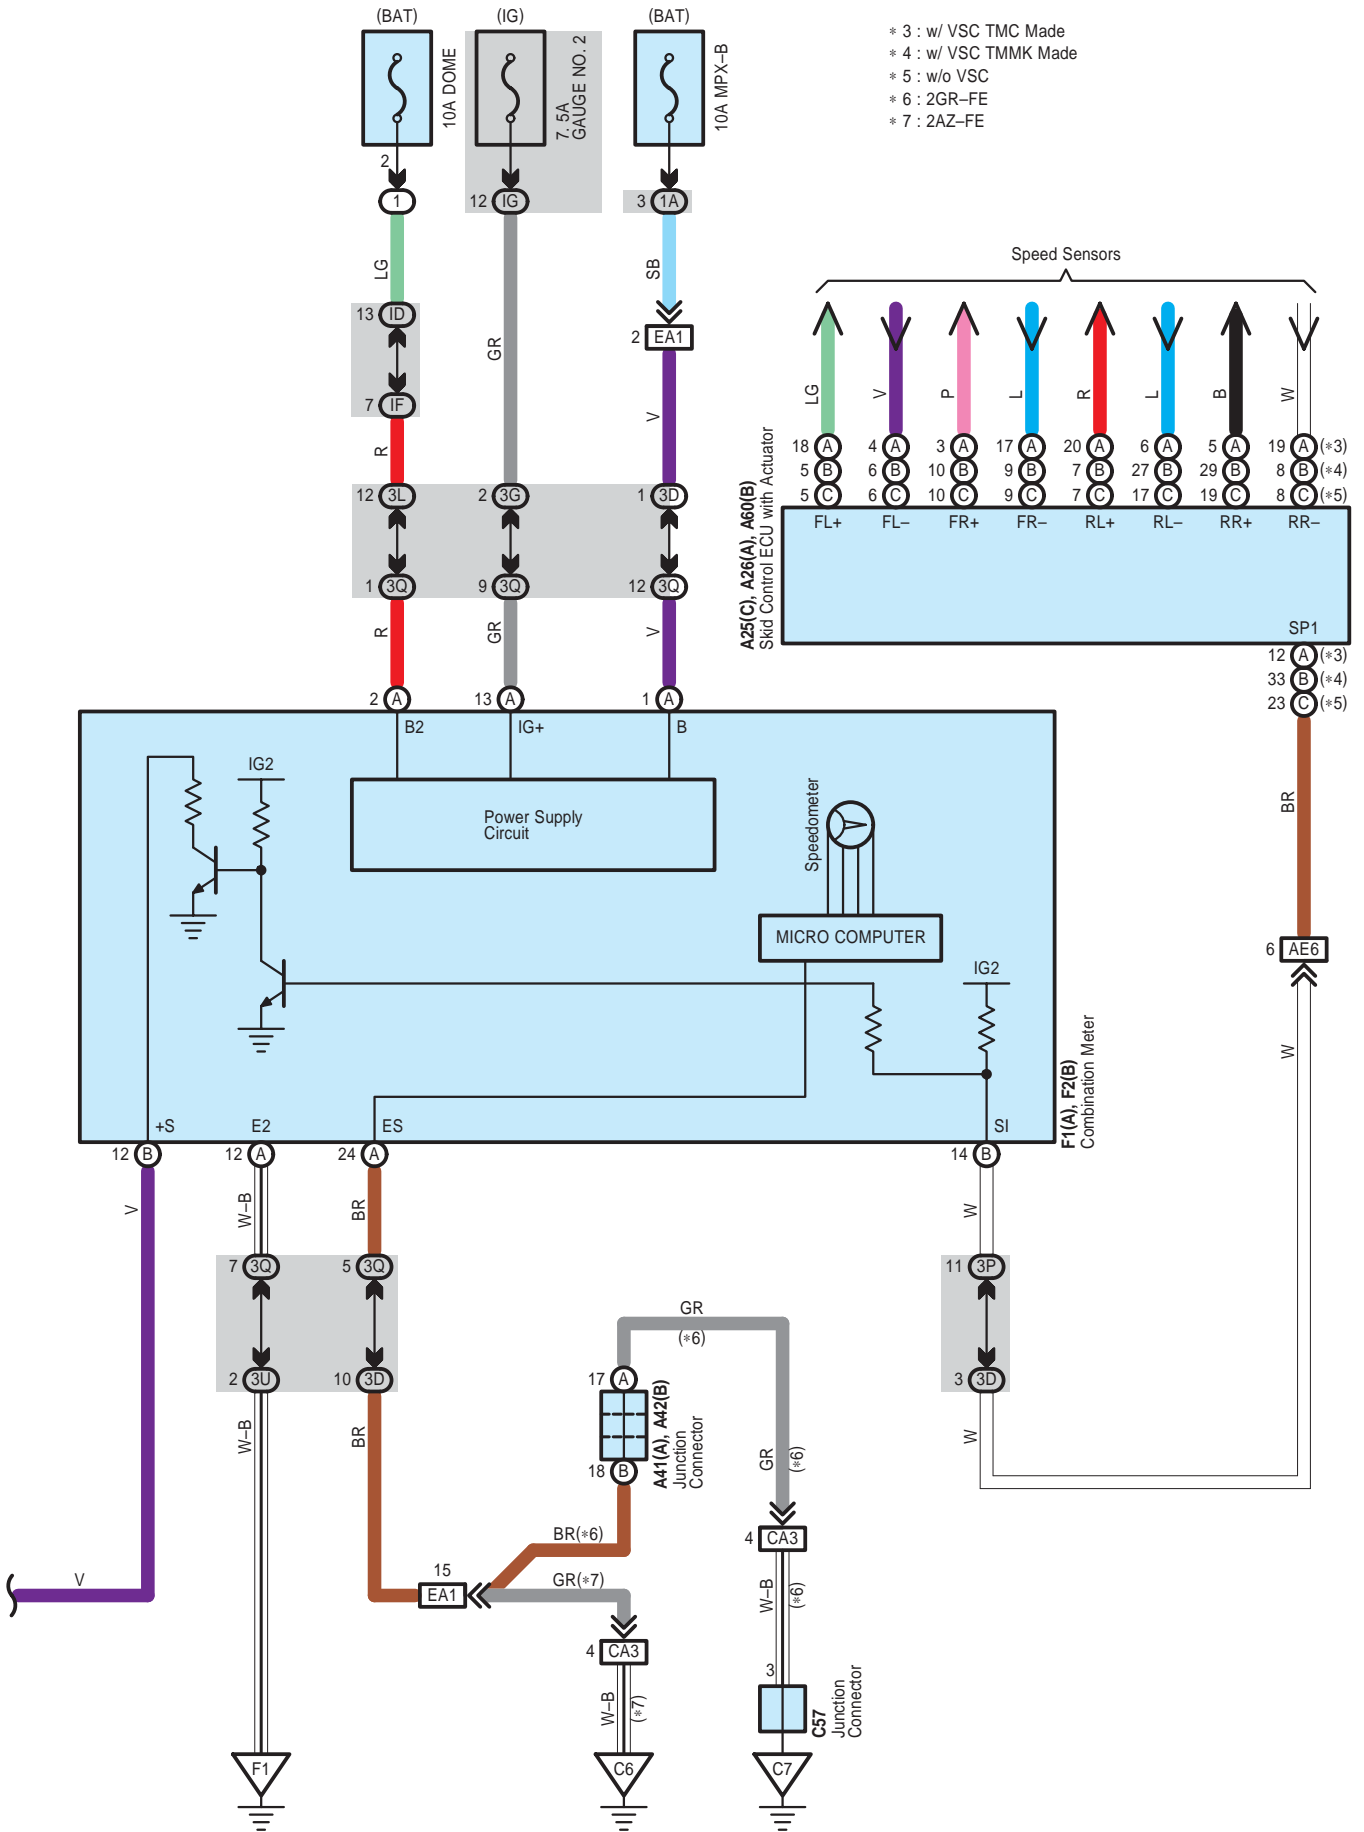 (BAT)
(IG)
(BAT)
10A DOME
7. 5A
GAUGE NO. 2
10A MPX–B
∗ 3 : w/ VSC TMC Made
∗ 4 : w/ VSC TMMK Made
∗ 5 : w/o VSC
∗ 6 : 2GR–FE
∗ 7 : 2AZ–FE
2
1
12 IG
3 1A
LG
GR
SB
13 ID
2 EA1
7 IF
R
V
12 3L
2 3G
1 3D
1 3Q
9 3Q
12 3Q
R
GR
V
2 A
13 A
1 A
Speed Sensors
LG V P L R L B W
18 A 4 A 3 A 17 A 20 A 6 A 5 A 19 A (∗3)
5 B 6 B 10 B 9 B 7 B 27 B 29 B 8 B (∗4)
5 C 6 C 10 C 9 C 7 C 17 C 19 C 8 C (∗5)
FL+ FL– FR+ FR– RL+ RL– RR+ RR–
A25(C), A26(A), A60(B)
Skid Control ECU with Actuator
SP1
12 A (∗3)
33 B (∗4)
23 C (∗5)
BR
6 AE6
W
B2
IG+
B
IG2
Power Supply
Circuit
Speedometer
MICRO COMPUTER
IG2
F1(A), F2(B)
Combination Meter
+S
E2
ES
SI
12 B
12 A
24 A
14 B
V
W–B
BR
W
7 3Q
5 3Q
11 3P
2 3U
10 3D
3 3D
W–B
BR
W
GR
(∗6)
17 A
A41(A), A42(B)
Junction
Connector
18 B
GR
(∗6)
BR(∗6)
4 CA3
V
15
EA1
GR(∗7)
W–B
(∗6)
4 CA3
W–B
(∗7)
3
C57
Junction
Connector
F1
C6
C7